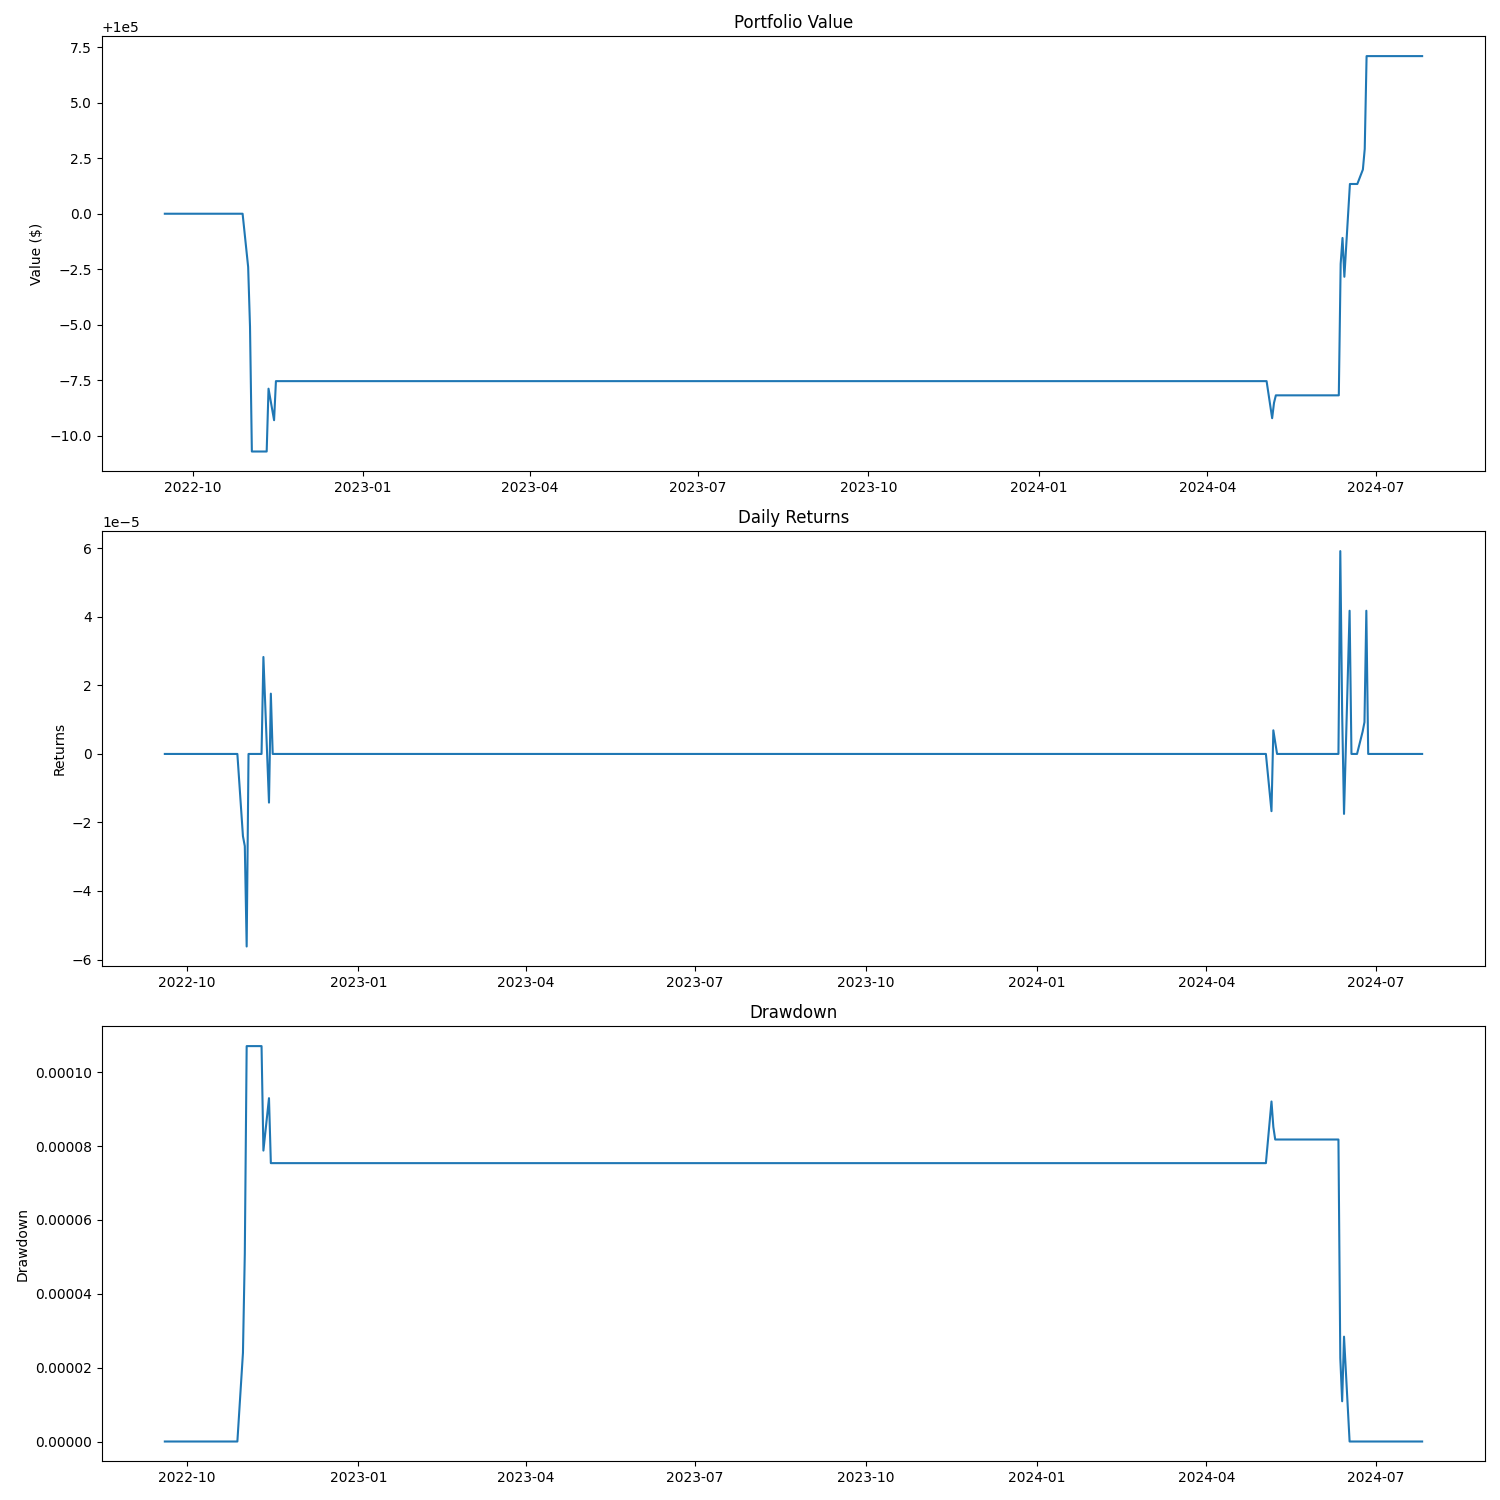 Portfolio Value
+1e5
7.5
5.0
2.5
0.0
−2.5
−5.0
−7.5
−10.0
Value ($)
2022-10 2023-01 2023-04 2023-07 2023-10 2024-01 2024-04 2024-07
Daily Returns
1e−5
6
4
2
0
−2
−4
−6
Returns
2022-10 2023-01 2023-04 2023-07 2023-10 2024-01 2024-04 2024-07
Drawdown
0.00010
0.00008
0.00006
0.00004
0.00002
0.00000
Drawdown
2022-10 2023-01 2023-04 2023-07 2023-10 2024-01 2024-04 2024-07